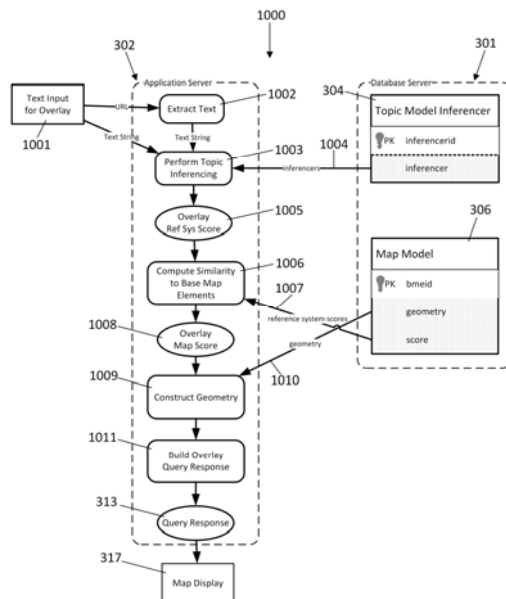 1000
302
301
Application Server
Database Server
Text Input
for Overlay
1001
URL
Extract Text
1002
Text String
Text String
304
Topic Model Inferencer
PK inferencerid
inferencer
1003
1004
Perform Topic
Inferencing
inferencers
Overlay
Ref Sys Score
1005
306
Map Model
PK bmeid
geometry
score
1006
Compute Similarity
to Base Map
Elements
1007
reference system scores
1008
Overlay
Map Score
geometry
1010
1009
Construct Geometry
1011
Build Overlay
Query Response
313
Query Response
317
Map Display